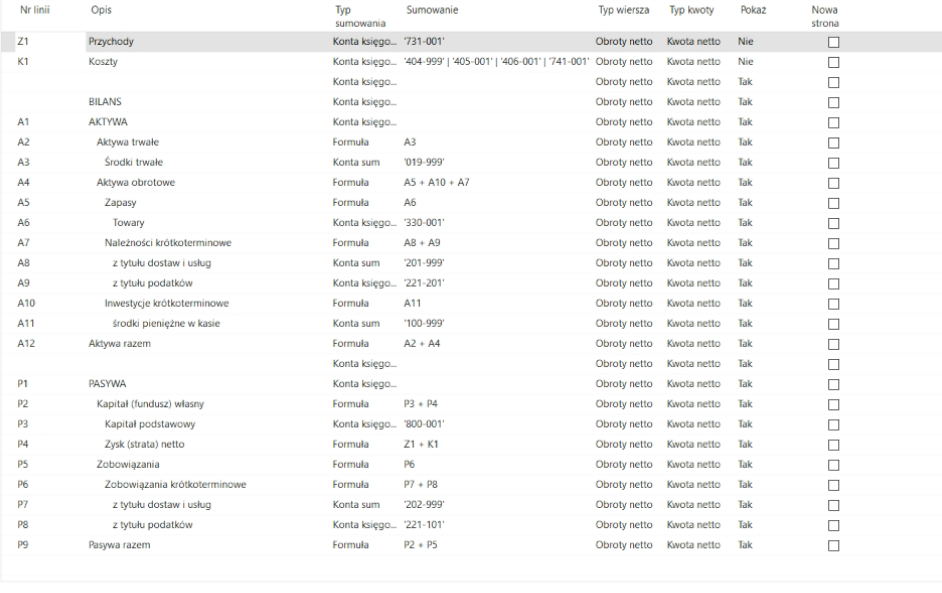 Nr linii Opis Typ sumowania Sumowanie Typ wiersza Typ kwoty Pokaż Nowa strona
Z1 Przychody Konta księgo... '731-001' Obroty netto Kwota netto Nie
K1 Koszty Konta księgo... '404-999' | '405-001' | '406-001' | '741-001' Obroty netto Kwota netto Nie
Konta księgo... Obroty netto Kwota netto Tak
BILANS Konta księgo... Obroty netto Kwota netto Tak
A1 AKTYWA Konta księgo... Obroty netto Kwota netto Tak
A2 Aktywa trwałe Formuła A3 Obroty netto Kwota netto Tak
A3 Środki trwałe Konta sum '019-999' Obroty netto Kwota netto Tak
A4 Aktywa obrotowe Formuła A5 + A10 + A7 Obroty netto Kwota netto Tak
A5 Zapasy Formuła A6 Obroty netto Kwota netto Tak
A6 Towary Konta księgo... '330-001' Obroty netto Kwota netto Tak
A7 Należności krótkoterminowe Formuła A8 + A9 Obroty netto Kwota netto Tak
A8 z tytułu dostaw i usług Konta sum '201-999' Obroty netto Kwota netto Tak
A9 z tytułu podatków Konta księgo... '221-201' Obroty netto Kwota netto Tak
A10 Inwestycje krótkoterminowe Formuła A11 Obroty netto Kwota netto Tak
A11 środki pieniężne w kasie Konta sum '100-999' Obroty netto Kwota netto Tak
A12 Aktywa razem Formuła A2 + A4 Obroty netto Kwota netto Tak
Konta księgo... Obroty netto Kwota netto Tak
P1 PASYWA Konta księgo... Obroty netto Kwota netto Tak
P2 Kapitał (fundusz) własny Formuła P3 + P4 Obroty netto Kwota netto Tak
P3 Kapitał podstawowy Konta księgo... '800-001' Obroty netto Kwota netto Tak
P4 Zysk (strata) netto Formuła Z1 + K1 Obroty netto Kwota netto Tak
P5 Zobowiązania Formuła P6 Obroty netto Kwota netto Tak
P6 Zobowiązania krótkoterminowe Formuła P7 + P8 Obroty netto Kwota netto Tak
P7 z tytułu dostaw i usług Konta sum '202-999' Obroty netto Kwota netto Tak
P8 z tytułu podatków Konta księgo... '221-101' Obroty netto Kwota netto Tak
P9 Pasywa razem Formuła P2 + P5 Obroty netto Kwota netto Tak